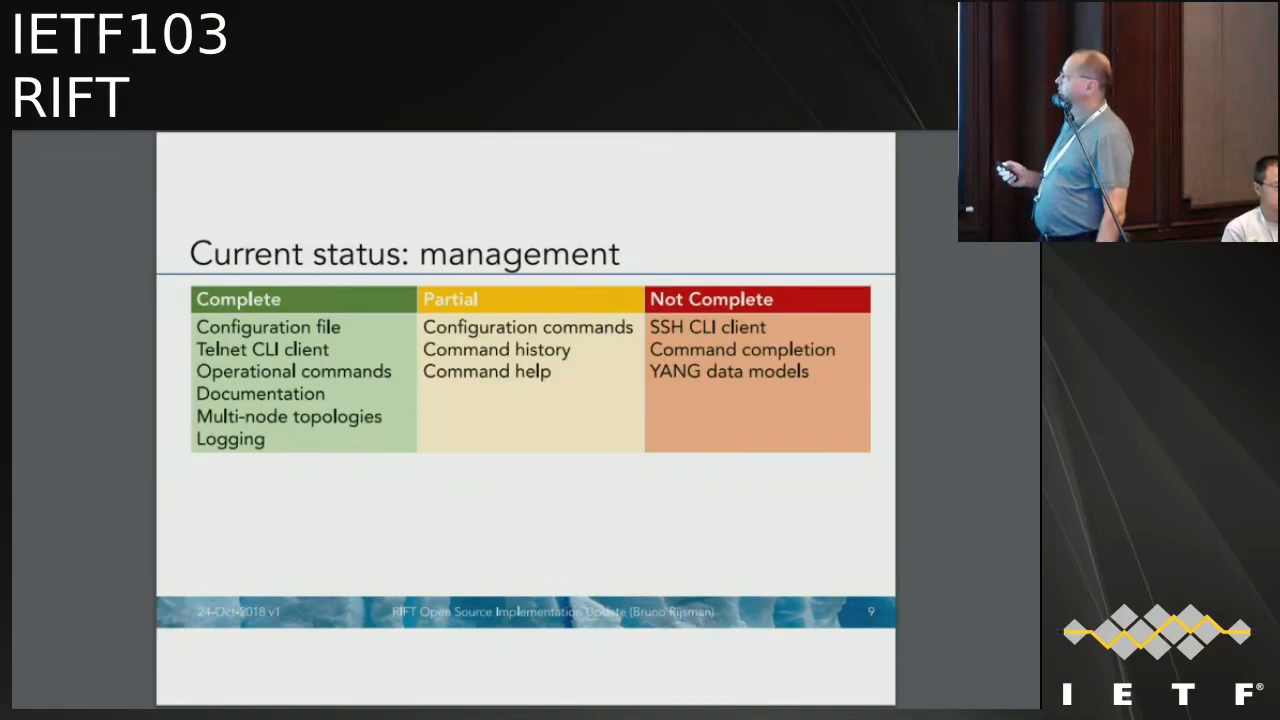 IETF103
RIFT
Current status: management
Complete
Partial
Not Complete
Configuration file
Telnet CLI client
Operational commands
Documentation
Multi-node topologies
Logging
Configuration commands
Command history
Command help
SSH CLI client
Command completion
YANG data models
24-Oct-2018 v1
RIFT Open Source Implementation Update (Bruno Rijsman)
9
I E T F®